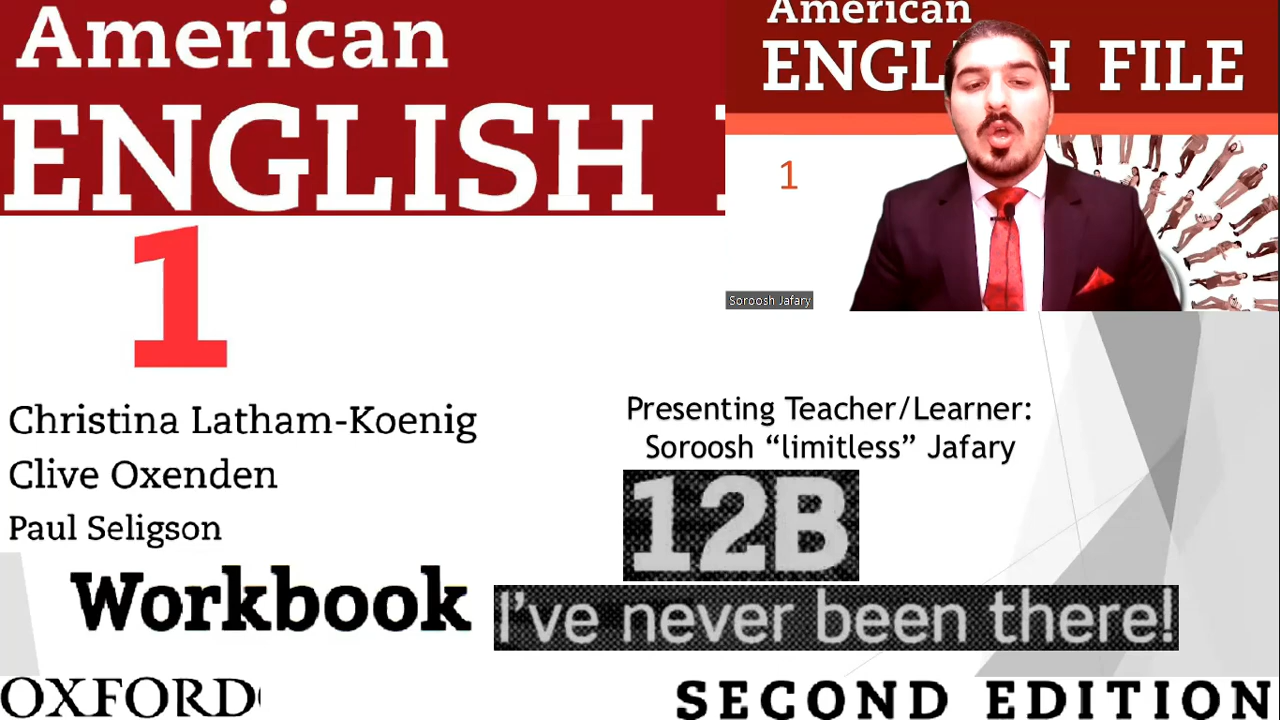 American
ENGLISH
1
Christina Latham-Koenig
Clive Oxenden
Paul Seligson
Workbook
OXFORD
American
ENGL H FILE
1
Soroosh Jafary
Presenting Teacher/Learner:
Soroosh “limitless” Jafary
12B
I've never been there!
SECOND EDITION